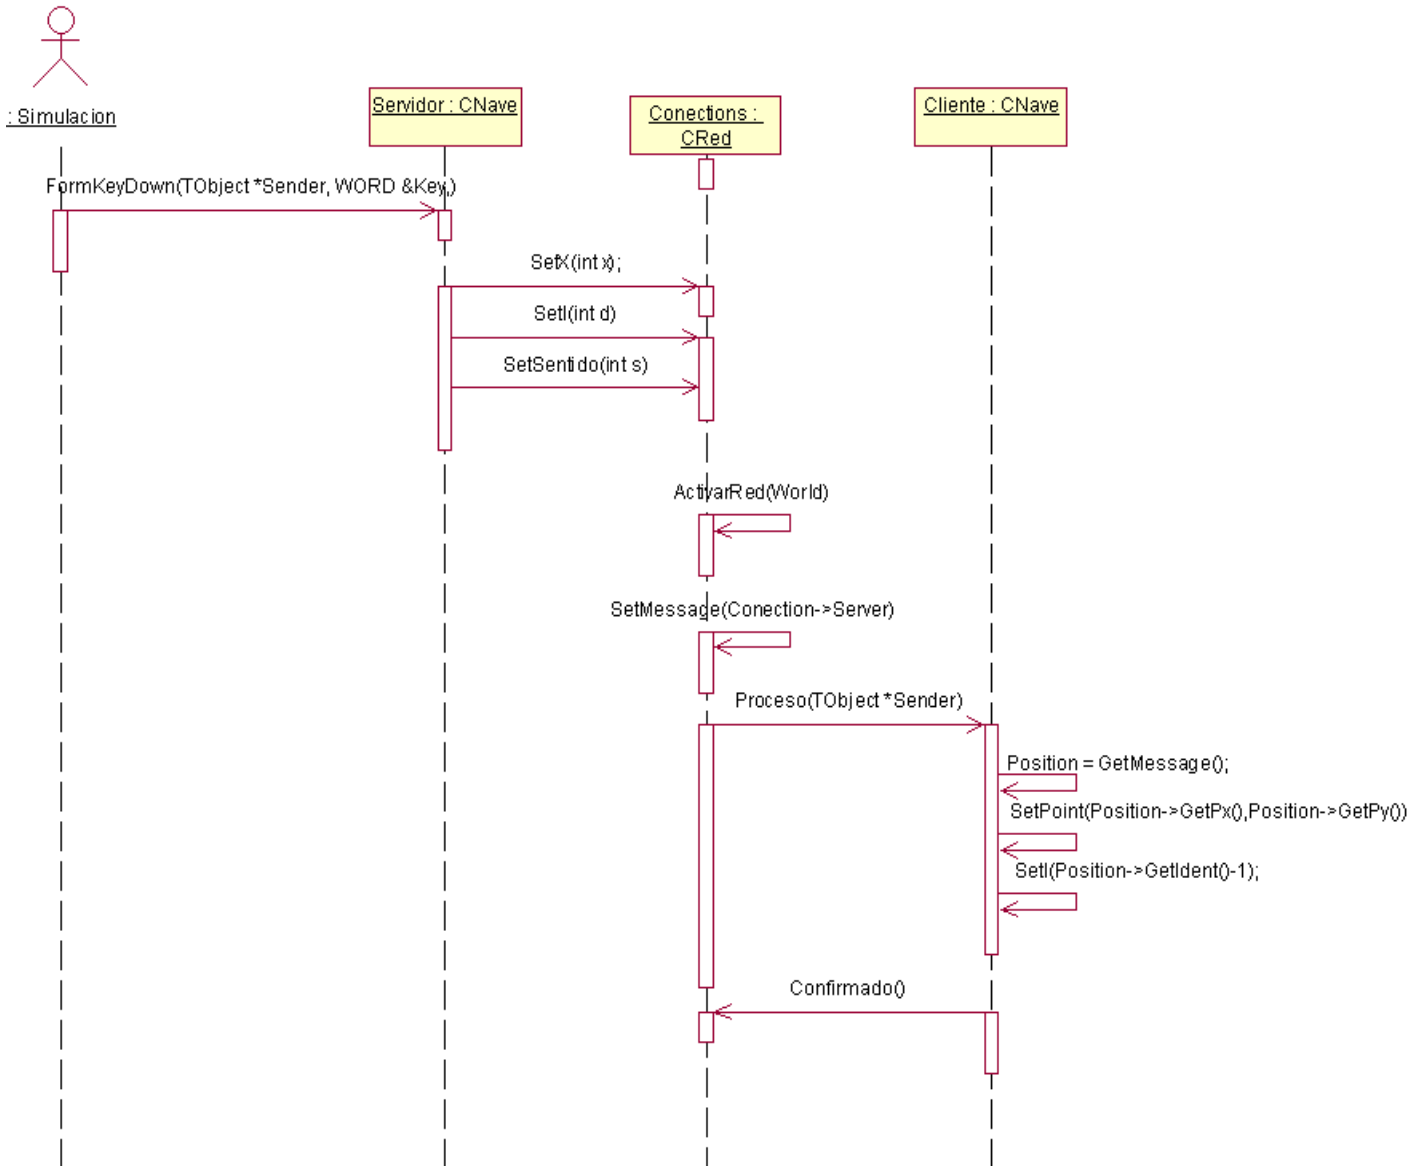 : Simulacion
Servidor : CNave
Conections :
CRed
Cliente : CNave
FormKeyDown(TObject *Sender, WORD &Key,)
SetX(int x);
SetI(int d)
SetSentido(int s)
ActivarRed(World)
SetMessage(Conection->Server)
Proceso(TObject *Sender)
Position = GetMessage();
SetPoint(Position->GetPx(),Position->GetPy())
SetI(Position->GetIdent()-1);
Confirmado()